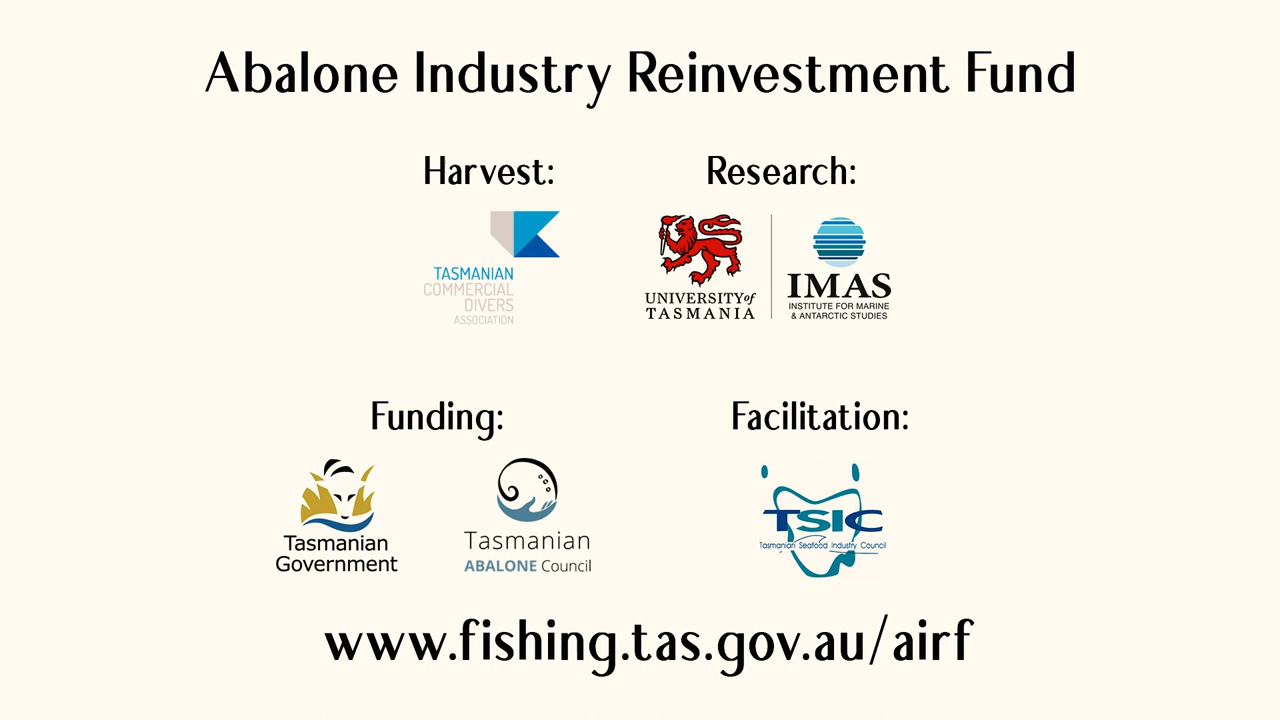 Abalone Industry Reinvestment Fund
Harvest:
Research:
TASMANIAN
COMMERCIAL
DIVERS
ASSOCIATION
UNIVERSITY of
TASMANIA
IMAS
INSTITUTE FOR MARINE
& ANTARCTIC STUDIES
Funding:
Facilitation:
Tasmanian
Government
Tasmanian
ABALONE Council
TSIC
Tasmanian Seafood Industry Council
www.fishing.tas.gov.au/airf